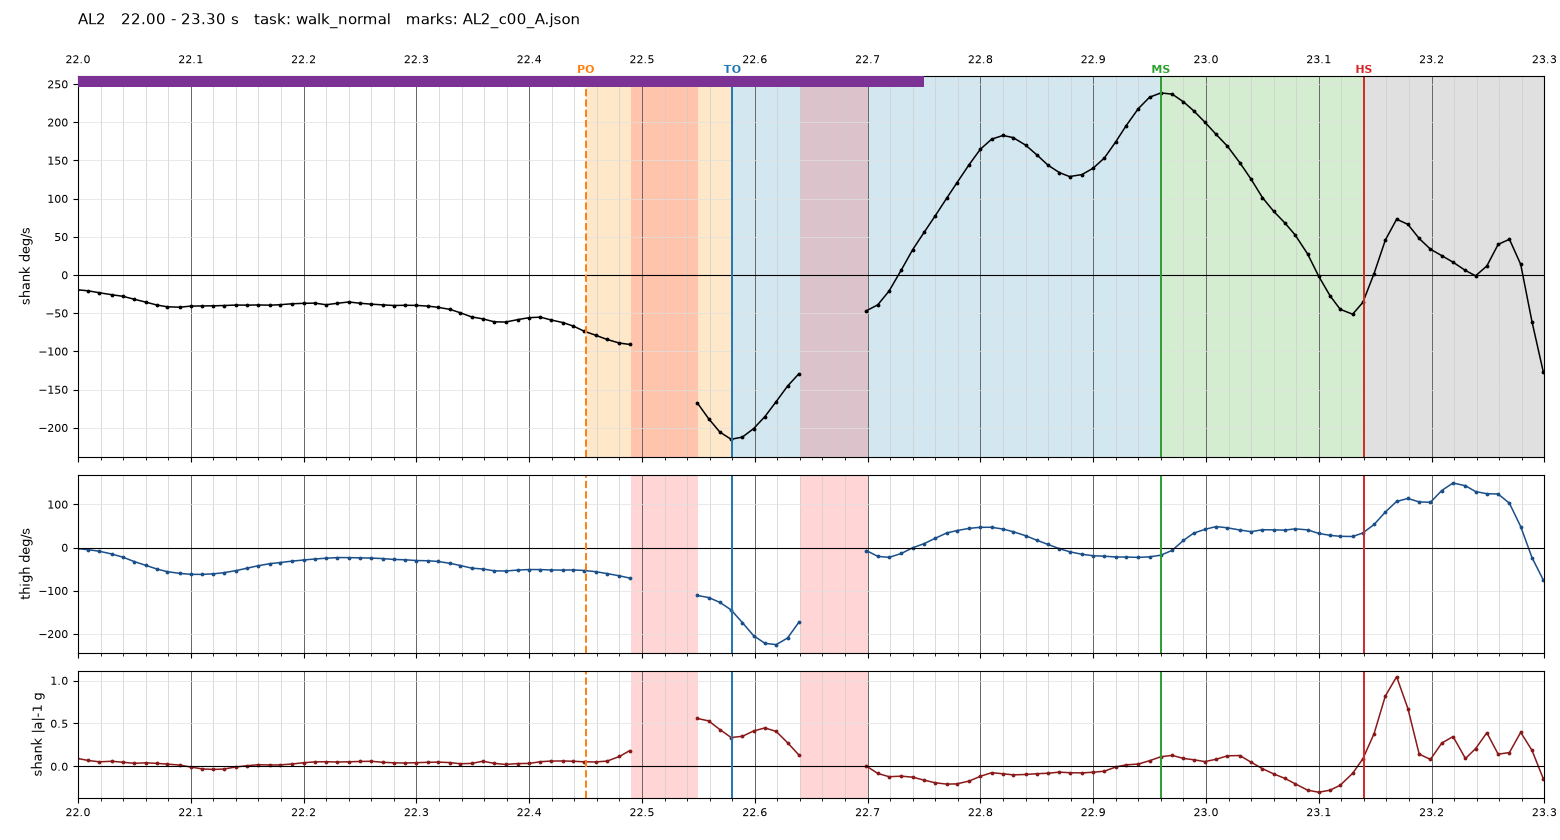 AL2   22.00 - 23.30 s   task: walk_normal   marks: AL2_c00_A.json
22.0 22.1 22.2 22.3 22.4 22.5 22.6 22.7 22.8 22.9 23.0 23.1 23.2 23.3
PO TO MS HS
shank deg/s
250
200
150
100
50
0
−50
−100
−150
−200
thigh deg/s
100
0
−100
−200
shank |a|-1 g
1.0
0.5
0.0
22.0 22.1 22.2 22.3 22.4 22.5 22.6 22.7 22.8 22.9 23.0 23.1 23.2 23.3